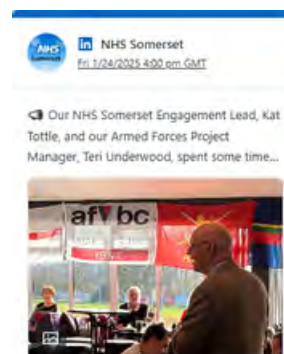 NHS
Somerset
in NHS Somerset
Fri 1/24/2025 4:00 pm GMT
Our NHS Somerset Engagement Lead, Kat
Tottle, and our Armed Forces Project
Manager, Teri Underwood, spent some time...
afvbc